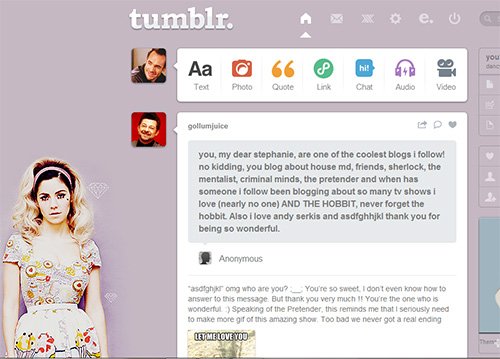 tumblr.
Aa
hi!
Text Photo Quote Link Chat Audio Video
you
danc
gollumjuice
you, my dear stephanie, are one of the coolest blogs i follow!
no kidding, you blog about house md, friends, sherlock, the
mentalist, criminal minds, the pretender and when has
someone i follow been blogging about so many tv shows i
love (nearly no one) AND THE HOBBIT, never forget the
hobbit. Also i love andy serkis and asdfghhjkl thank you for
being so wonderful.
Anonymous
"asdfghjkl" omg who are you? :__; You're so sweet, I don't even know how to
answer to this message. But thank you very much !! You're the one who is
wonderful. :) Speaking of the Pretender, this reminds me that I seriously need
to make more gif of this amazing show. Too bad we never got a real ending
LET ME LOVE YOU
Them